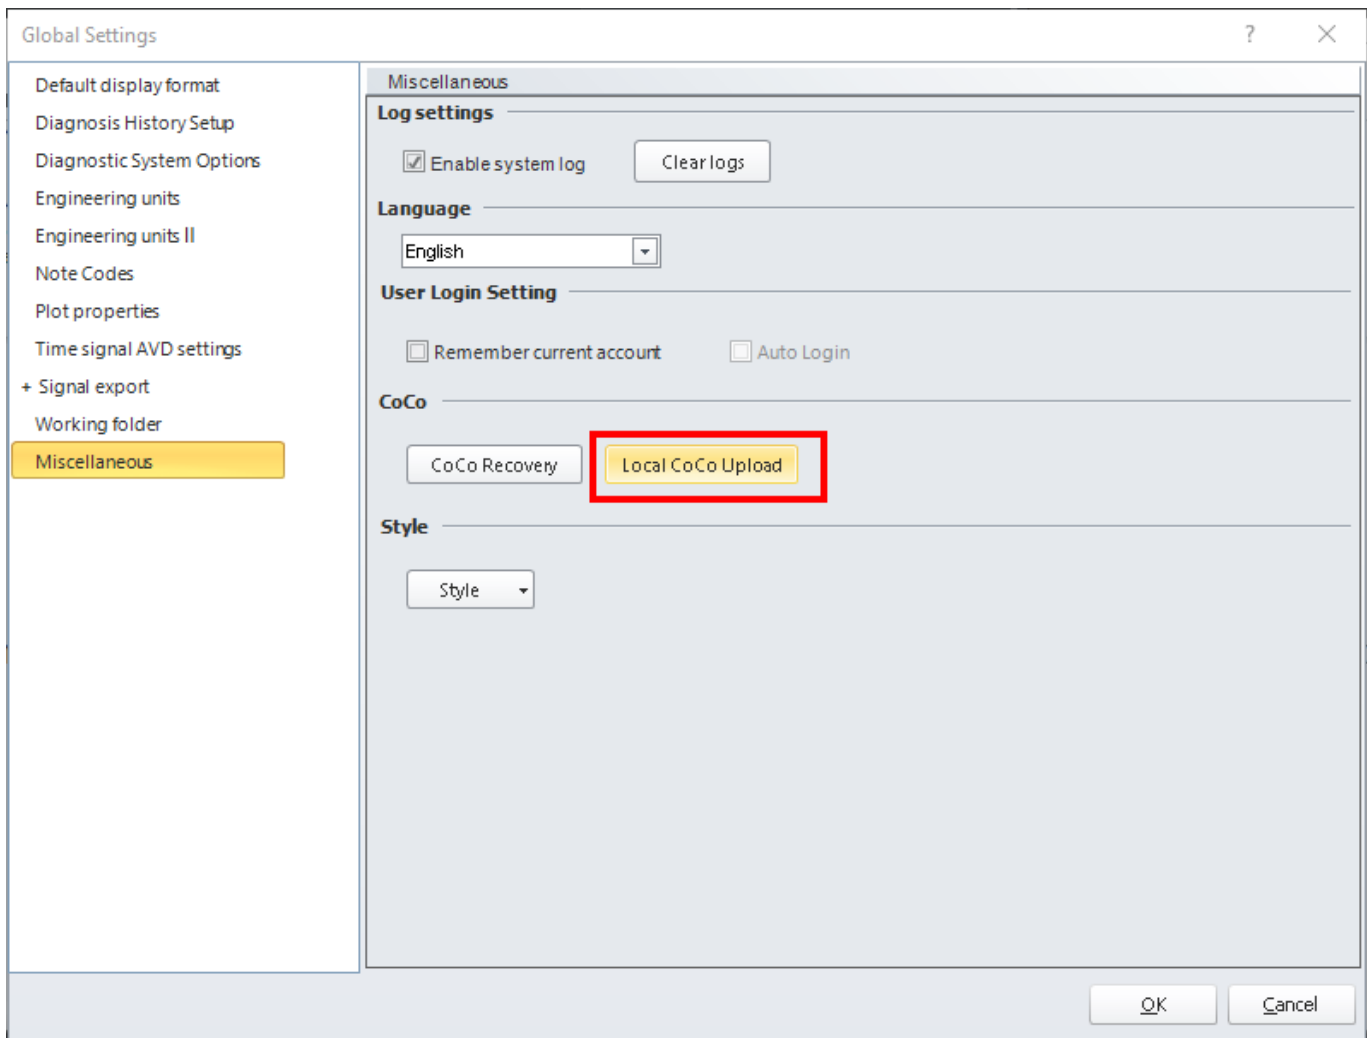 Global Settings
?
Default display format
Diagnosis History Setup
Diagnostic System Options
Engineering units
Engineering units II
Note Codes
Plot properties
Time signal AVD settings
+ Signal export
Working folder
Miscellaneous
Miscellaneous
Log settings
Enable system log
Clear logs
Language
English
User Login Setting
Remember current account
Auto Login
CoCo
CoCo Recovery
Local CoCo Upload
Style
Style
OK
Cancel